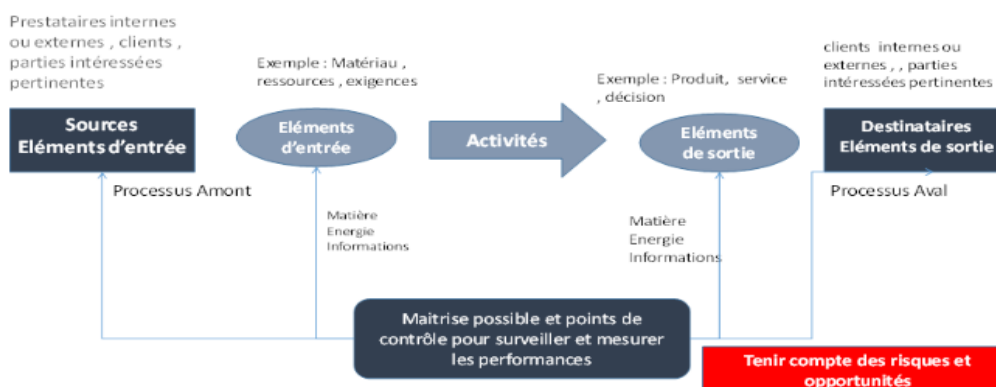 Prestataires internes
ou externes , clients ,
parties intéressées
pertinentes
Exemple : Matériau ,
ressources , exigences
Exemple : Produit, service
, décision
clients internes ou
externes , , parties
intéressées pertinentes
Sources
Eléments d’entrée
Eléments
d’entrée
Activités
Eléments
de sortie
Destinataires
Eléments de sortie
Processus Amont
Processus Aval
Matière
Energie
Informations
Matière
Energie
Informations
Maitrise possible et points de
contrôle pour surveiller et mesurer
les performances
Tenir compte des risques et
opportunités